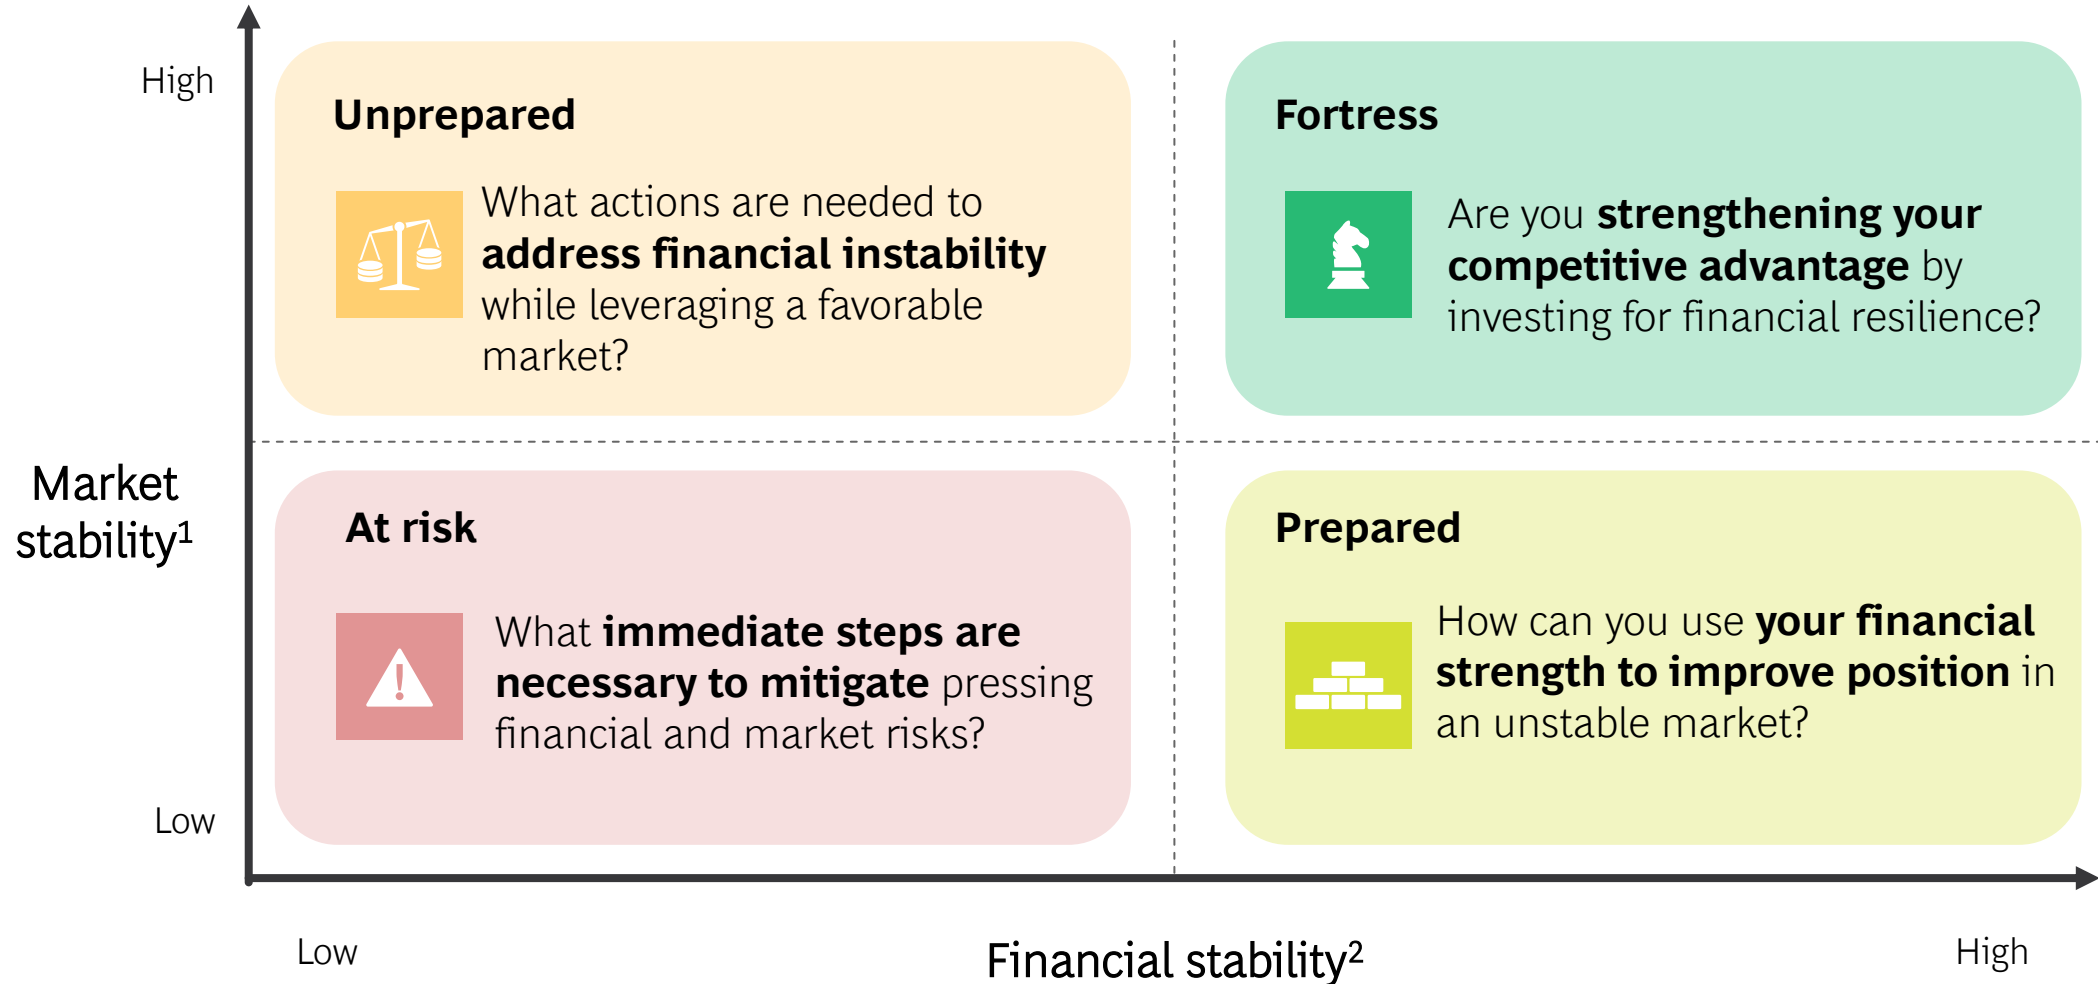 High
Unprepared
What actions are needed to
address financial instability
while leveraging a favorable
market?
Fortress
Are you strengthening your
competitive advantage by
investing for financial resilience?
Market
stability¹
At risk
What immediate steps are
necessary to mitigate pressing
financial and market risks?
Prepared
How can you use your financial
strength to improve position in
an unstable market?
Low
Low
Financial stability²
High